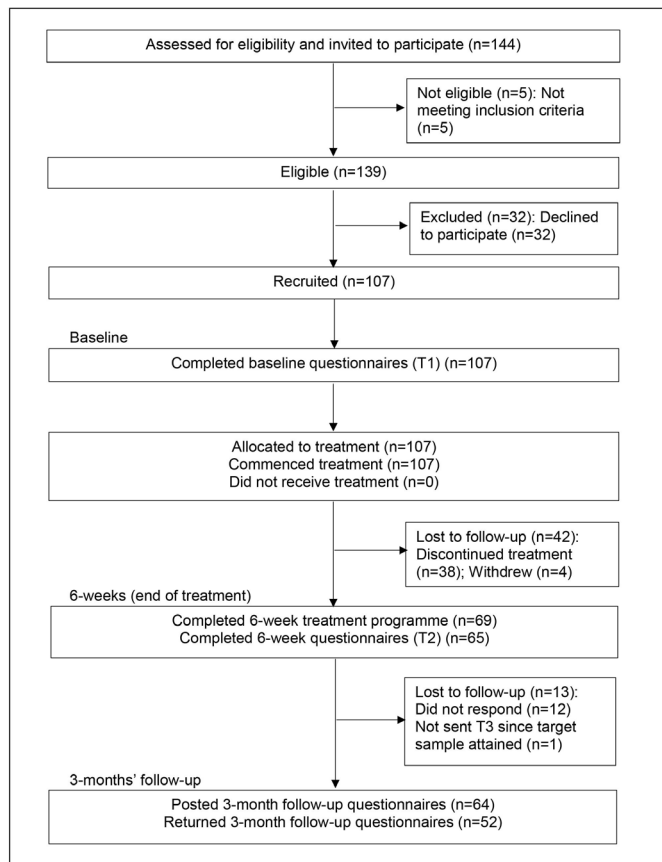 Assessed for eligibility and invited to participate (n=144)
Not eligible (n=5): Not
meeting inclusion criteria
(n=5)
Eligible (n=139)
Excluded (n=32): Declined
to participate (n=32)
Recruited (n=107)
Baseline
Completed baseline questionnaires (T1) (n=107)
Allocated to treatment (n=107)
Commenced treatment (n=107)
Did not receive treatment (n=0)
Lost to follow-up (n=42):
Discontinued treatment
(n=38); Withdrew (n=4)
6-weeks (end of treatment)
Completed 6-week treatment programme (n=69)
Completed 6-week questionnaires (T2) (n=65)
Lost to follow-up (n=13):
Did not respond (n=12)
Not sent T3 since target
sample attained (n=1)
3-months’ follow-up
Posted 3-month follow-up questionnaires (n=64)
Returned 3-month follow-up questionnaires (n=52)